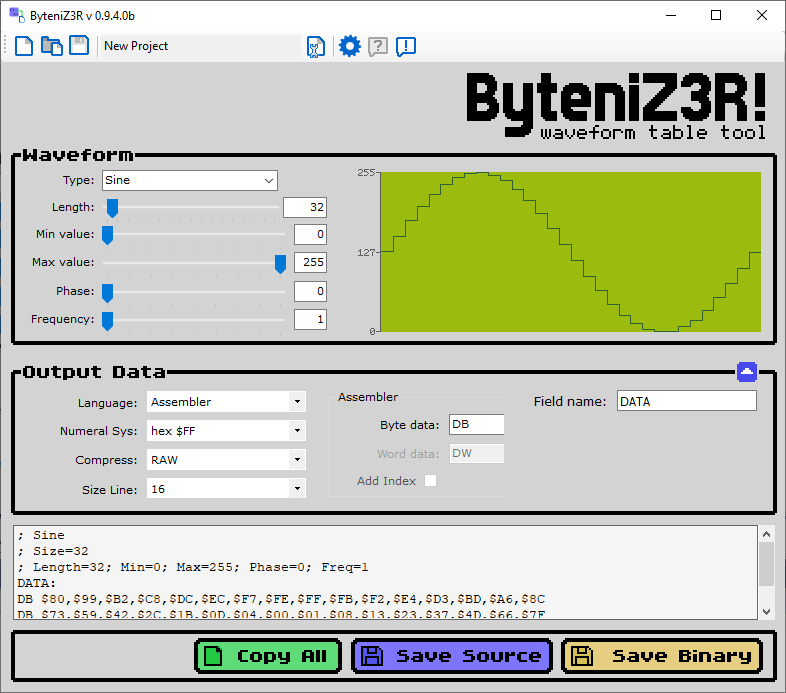 ByteniZ3R v 0.9.4.0b
New Project
ByteniZ3R!
waveform table tool
Waveform
Type: Sine
Length: 32
Min value: 0
Max value: 255
Phase: 0
Frequency: 1
255
127
0
Output Data
Language: Assembler
Numeral Sys: hex $FF
Compress: RAW
Size Line: 16
Assembler
Byte data: DB
Word data: DW
Add Index
Field name: DATA
; Sine
; Size=32
; Length=32; Min=0; Max=255; Phase=0; Freq=1
DATA:
DB $80,$99,$B2,$C8,$DC,$EC,$F7,$FE,$FF,$FB,$F2,$E4,$D3,$BD,$A6,$8C
DB $73,$59,$42,$2C,$1B,$0D,$04,$00,$01,$08,$13,$23,$37,$4D,$66,$7F
Copy All
Save Source
Save Binary